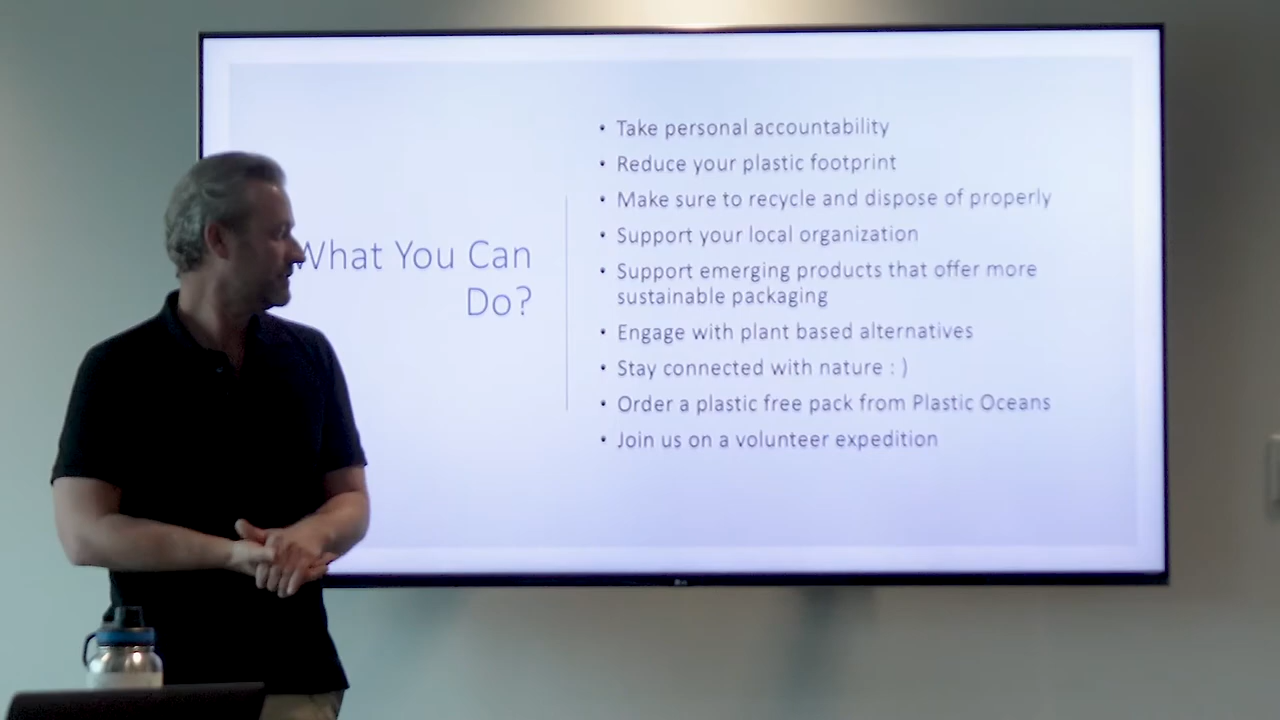 What You Can
Do?
• Take personal accountability
• Reduce your plastic footprint
• Make sure to recycle and dispose of properly
• Support your local organization
• Support emerging products that offer more
sustainable packaging
• Engage with plant based alternatives
• Stay connected with nature : )
• Order a plastic free pack from Plastic Oceans
• Join us on a volunteer expedition